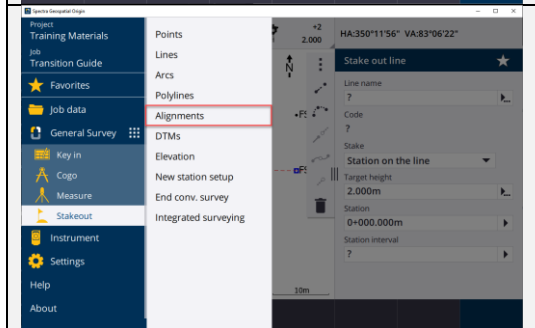 Spectra Geospatial Origin
Project
Training Materials
Job
Transition Guide
Favorites
Job data
General Survey
Key in
Cogo
Measure
Stakeout
Instrument
Settings
Help
About
Points
Lines
Arcs
Polylines
Alignments
DTMs
Elevation
New station setup
End conv. survey
Integrated surveying
+2
2.000
N
10m
HA:350°11'56" VA:83°06'22"
Stake out line
Line name
?
Code
?
Stake
Station on the line
Target height
2.000m
Station
0+000.000m
Station interval
?